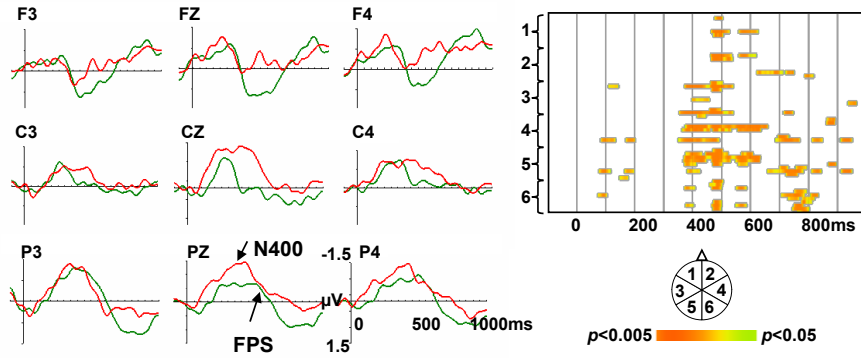 F3 FZ F4
C3 CZ C4
P3 PZ N400 -1.5 P4
µV
0 500 1000ms
FPS
1.5
1
2
3
4
5
6
0 200 400 600 800ms
1 2
3 4
5 6
p<0.005 p<0.05